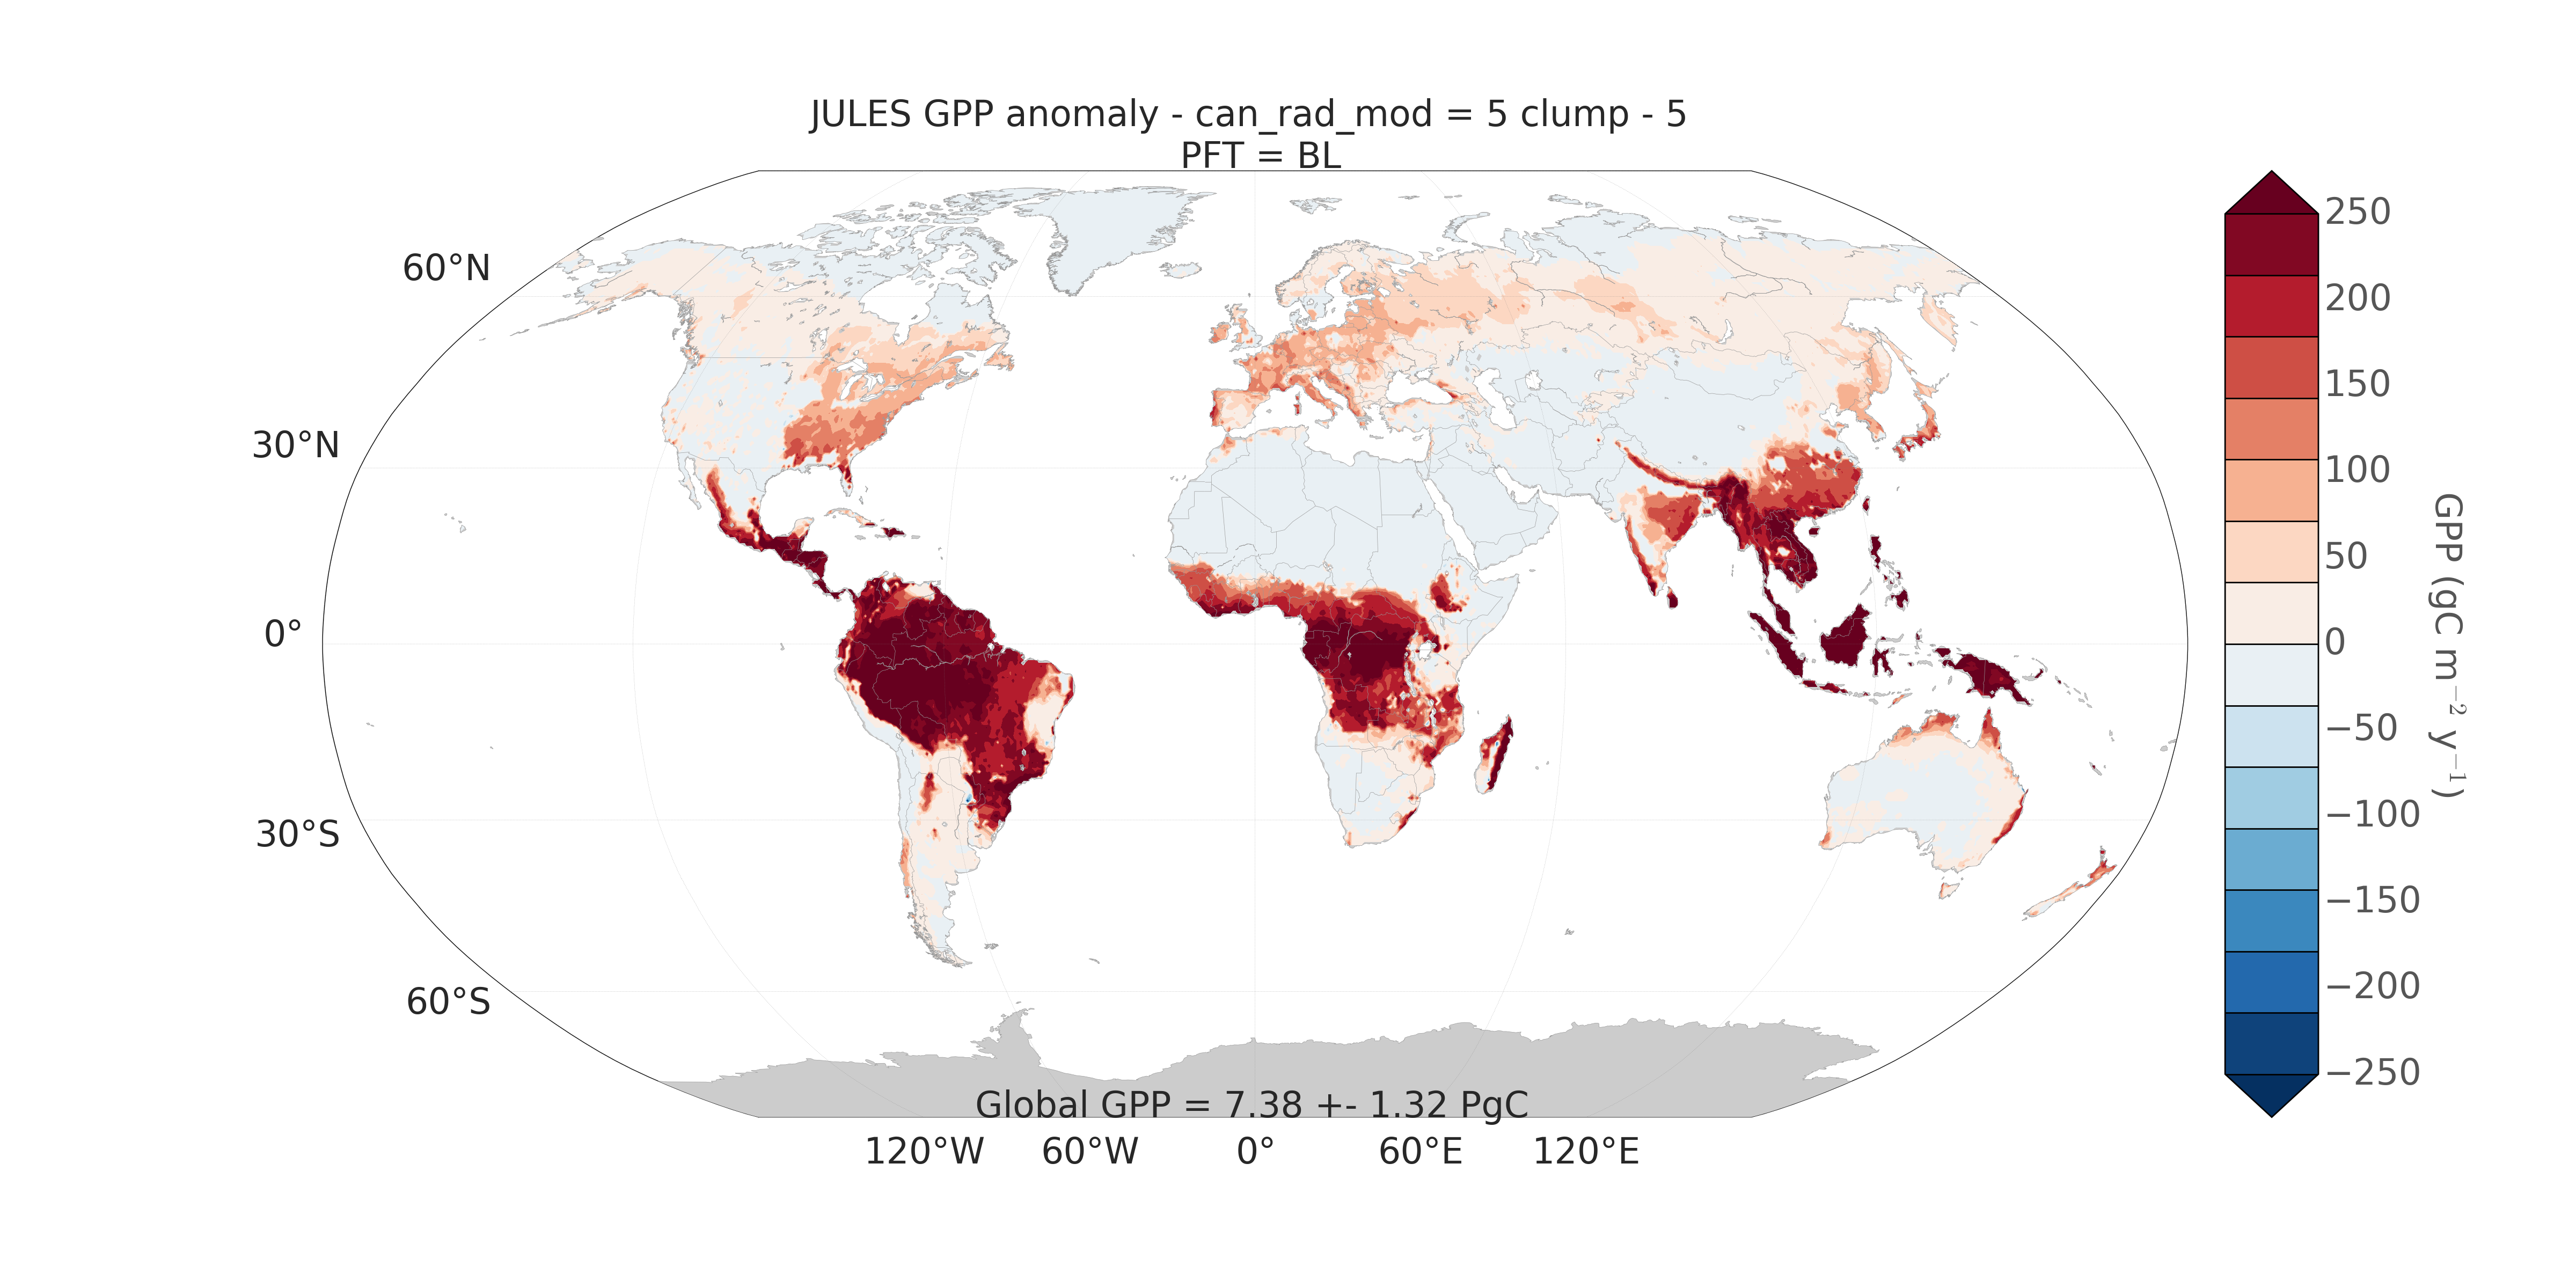 JULES GPP anomaly - can_rad_mod = 5 clump - 5
PFT = BL
60°N
30°N
0°
30°S
60°S
120°W 60°W 0° 60°E 120°E
Global GPP = 7.38 +- 1.32 PgC
250
200
150
100
50
0
−50
−100
−150
−200
−250
GPP (gC m⁻² y⁻¹)